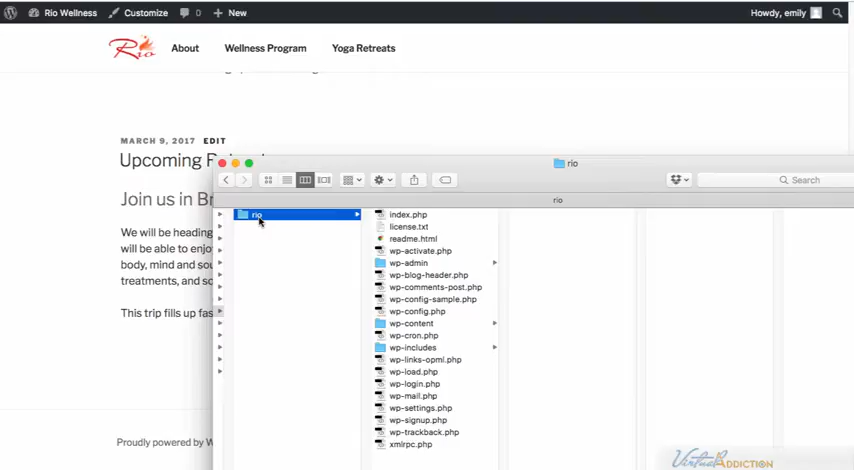 Rio Wellness Customize 0 New Howdy, emily
Rio About Wellness Program Yoga Retreats
MARCH 9, 2017 EDIT
Upcoming R
rio
Search
rio
Join us in Br
We will be heading
will be able to enjoy
body, mind and sou
treatments, and s
This trip fills up fas
Proudly powered by W
rio
index.php
license.txt
readme.html
wp-activate.php
wp-admin
wp-blog-header.php
wp-comments-post.php
wp-config-sample.php
wp-config.php
wp-content
wp-cron.php
wp-includes
wp-links-opml.php
wp-load.php
wp-login.php
wp-mail.php
wp-settings.php
wp-signup.php
wp-trackback.php
xmlrpc.php
Virtual ADDICTION